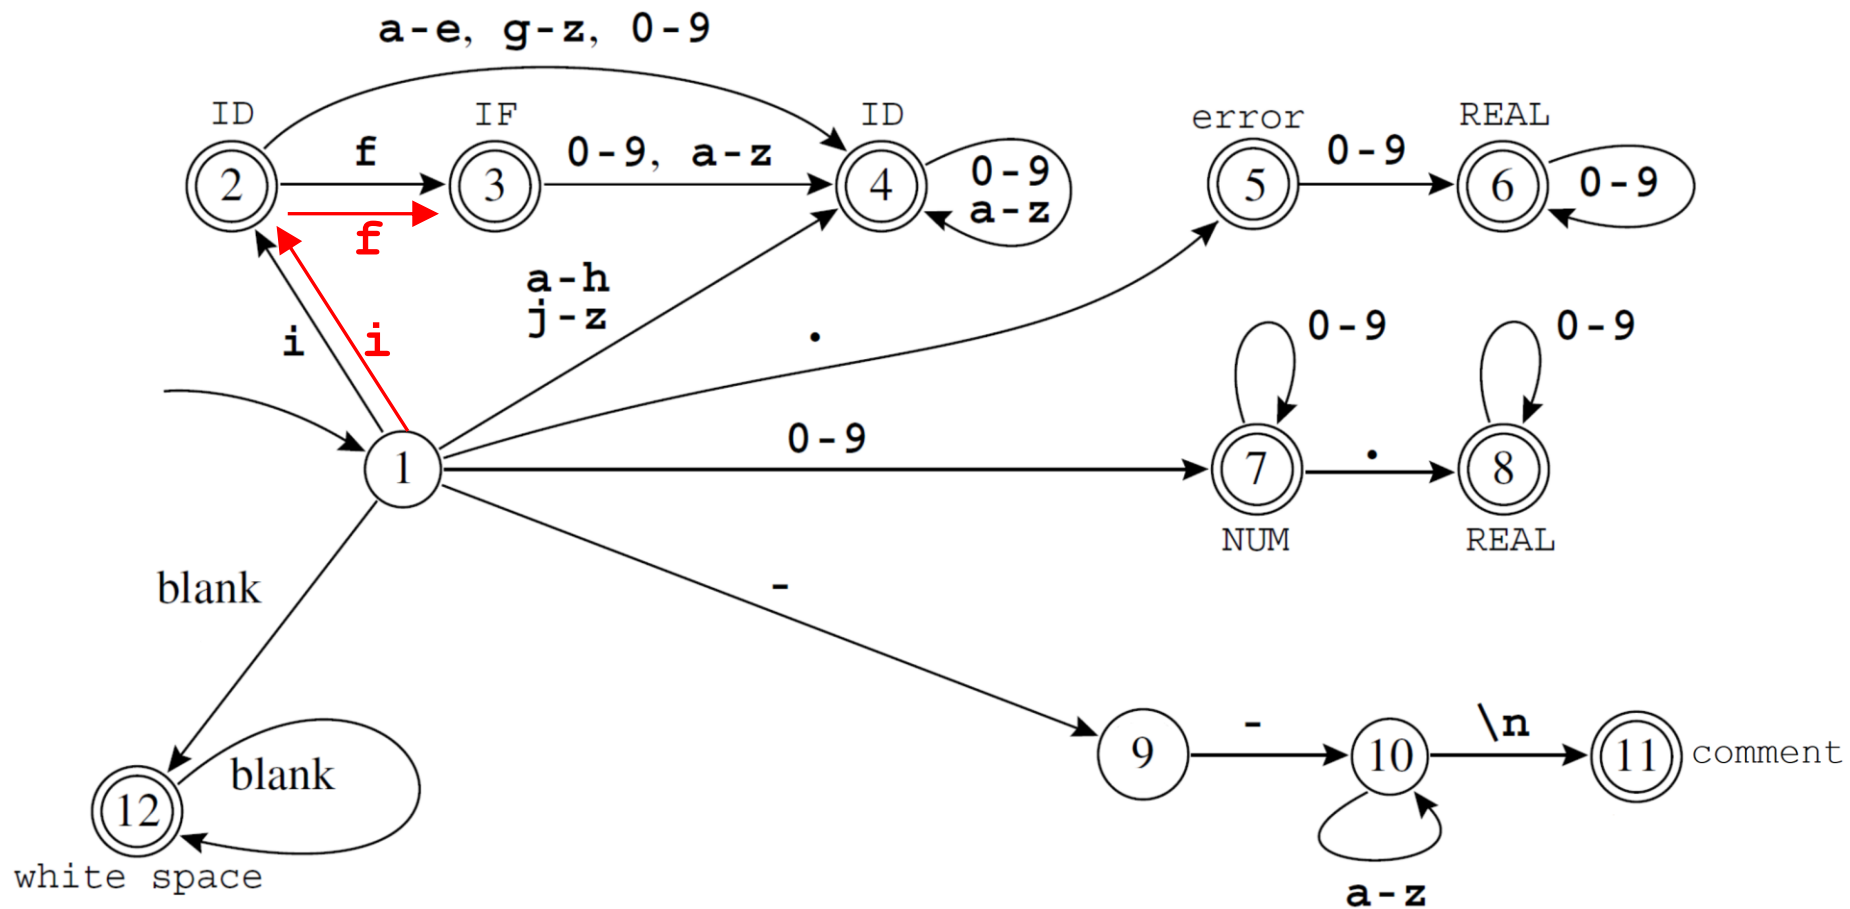 a-e, g-z, 0-9
ID
IF
ID
error
REAL
f
0-9, a-z
0-9
a-z
0-9
0-9
2
3
4
5
6
f
a-h
j-z
i
i
.
0-9
0-9
0-9
1
7
.
8
NUM
REAL
blank
-
-
\n
9
10
11
comment
blank
12
white space
a-z